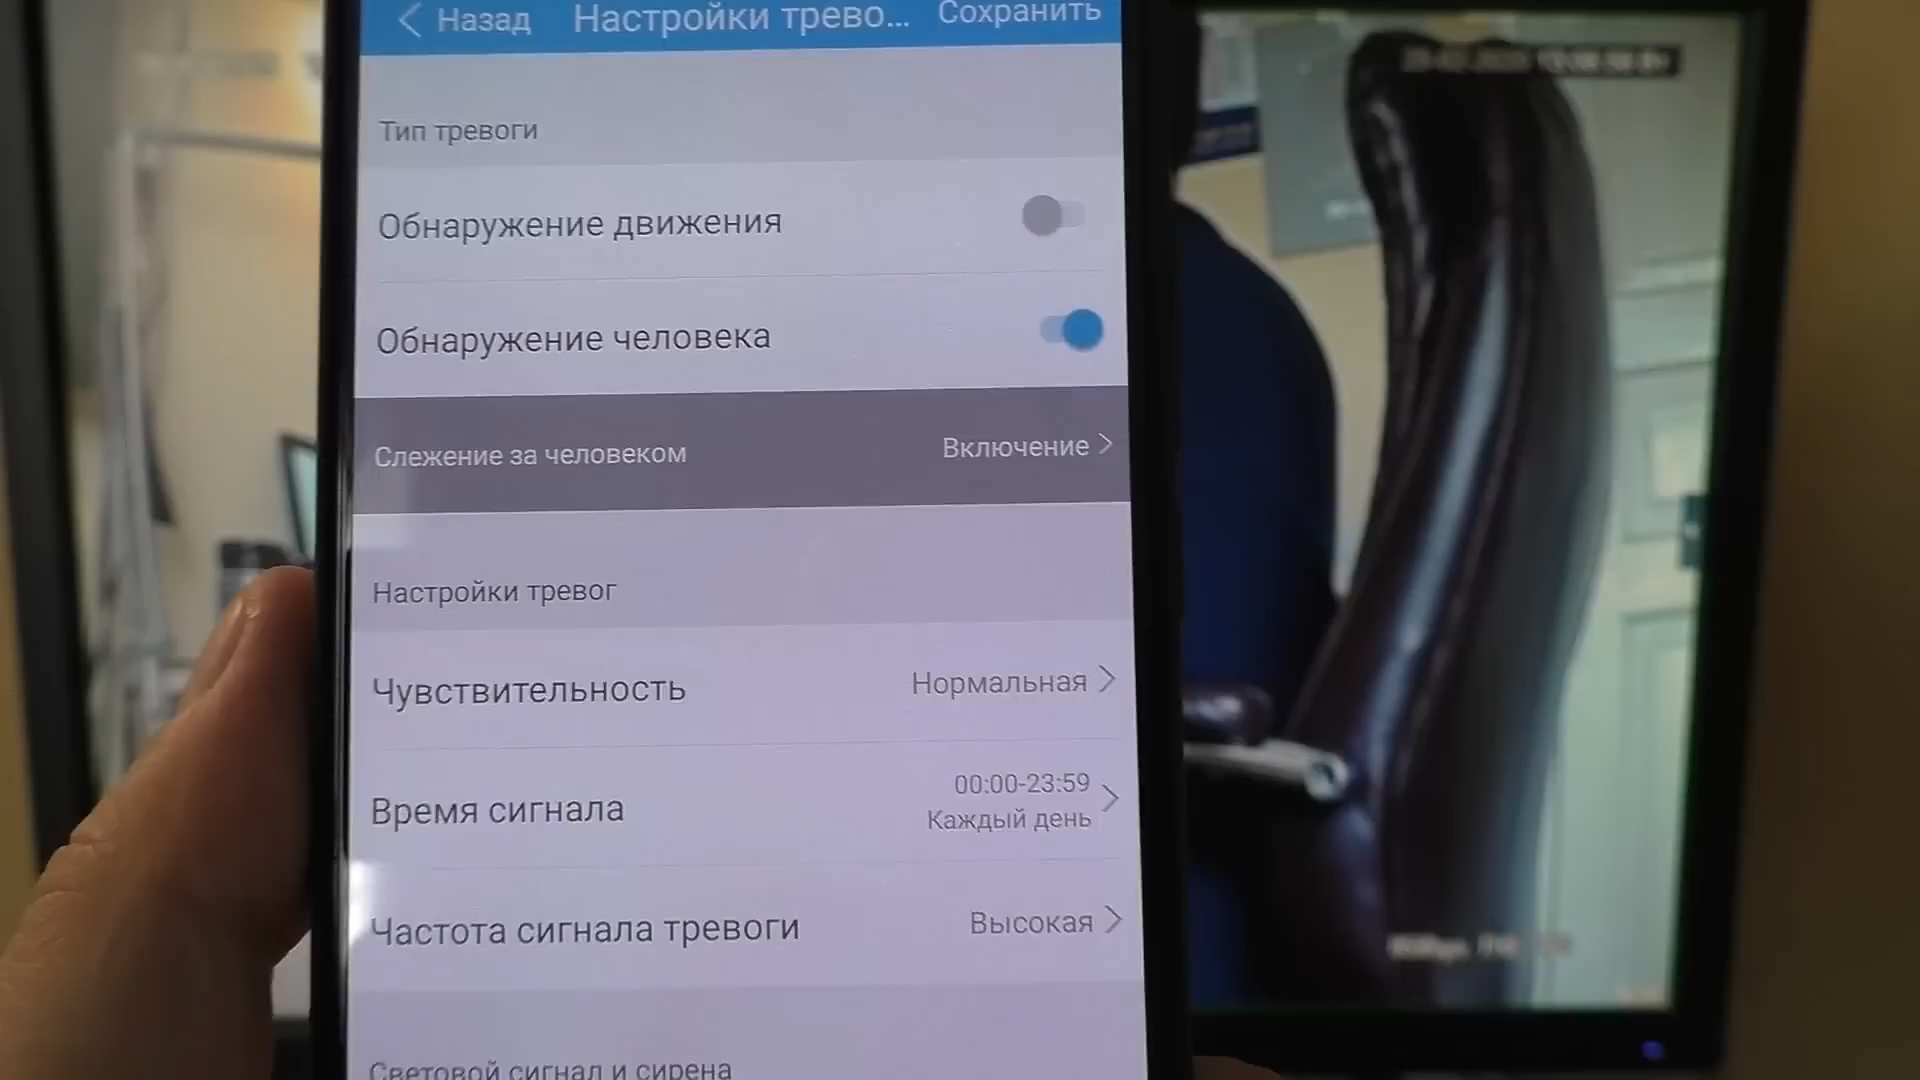 Назад
Настройки трево...
Сохранить
Тип тревоги
Обнаружение движения
Обнаружение человека
Слежение за человеком
Включение
Настройки тревог
Чувствительность
Нормальная
Время сигнала
00:00-23:59
Каждый день
Частота сигнала тревоги
Высокая
Световой сигнал и сирена